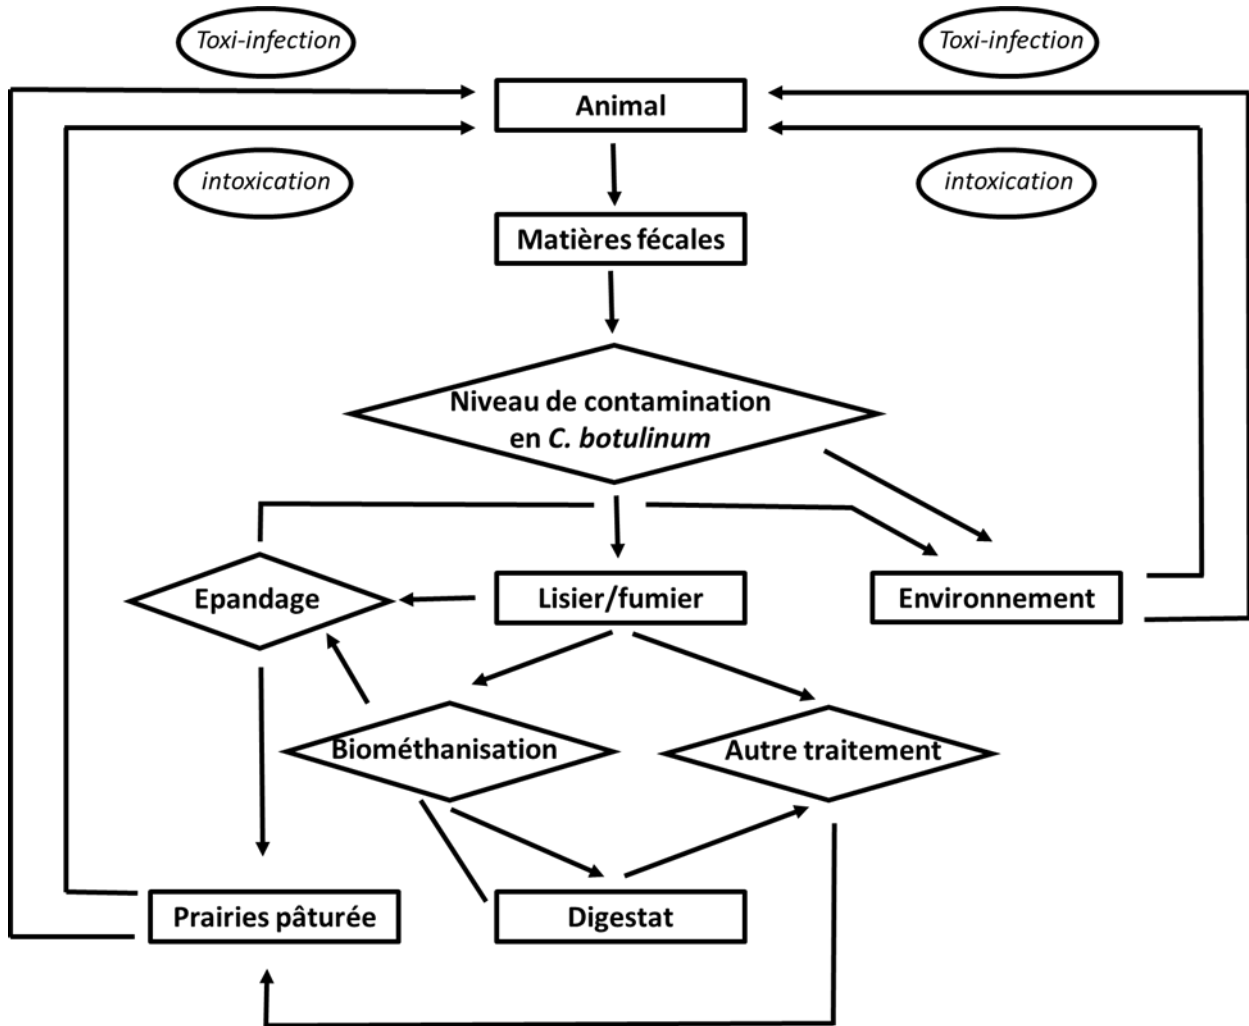 Toxi-infection
Toxi-infection
Animal
intoxication
intoxication
Matières fécales
Niveau de contamination
en C. botulinum
Epandage
Lisier/fumier
Environnement
Biométhanisation
Autre traitement
Prairies pâturée
Digestat